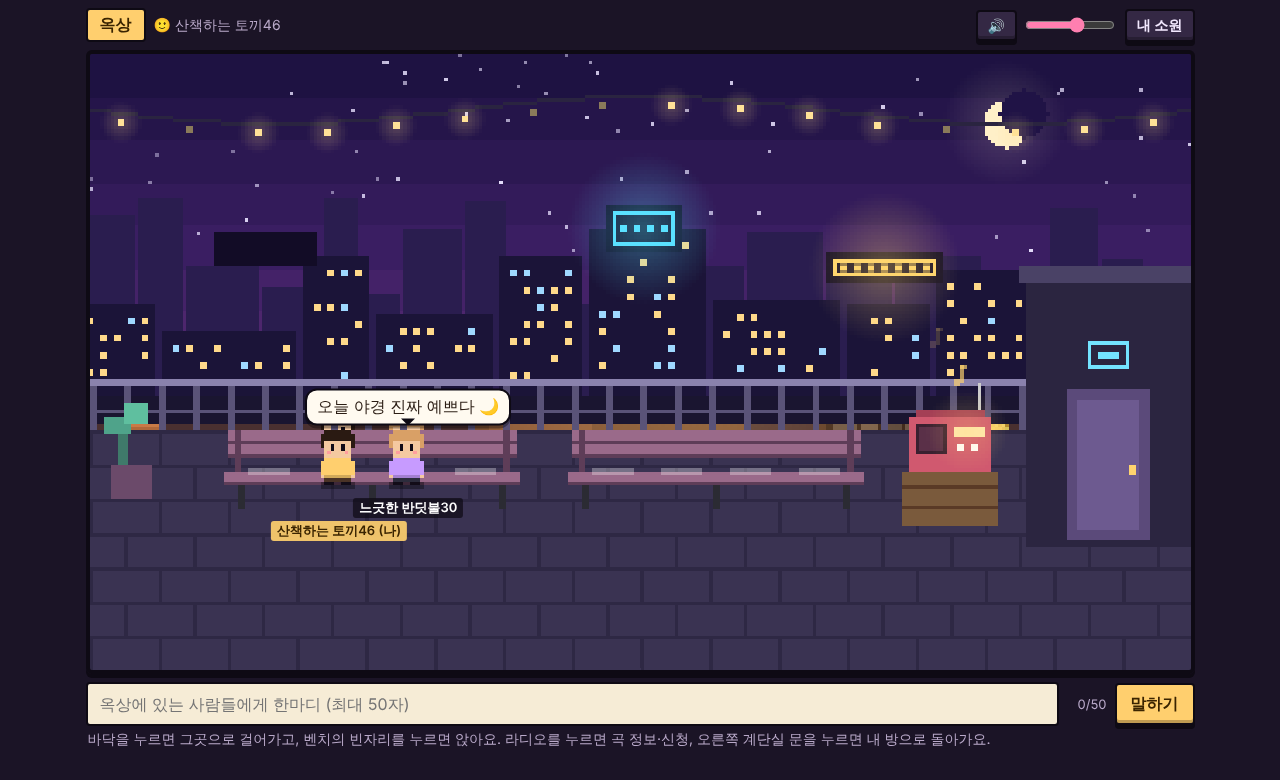 옥상
🙂 산책하는 토끼46
내 소원
오늘 야경 진짜 예쁘다 🌙
느긋한 반딧불30
산책하는 토끼46 (나)
옥상에 있는 사람들에게 한마디 (최대 50자)
0/50
말하기
바닥을 누르면 그곳으로 걸어가고, 벤치의 빈자리를 누르면 앉아요. 라디오를 누르면 곡 정보·신청, 오른쪽 계단실 문을 누르면 내 방으로 돌아가요.